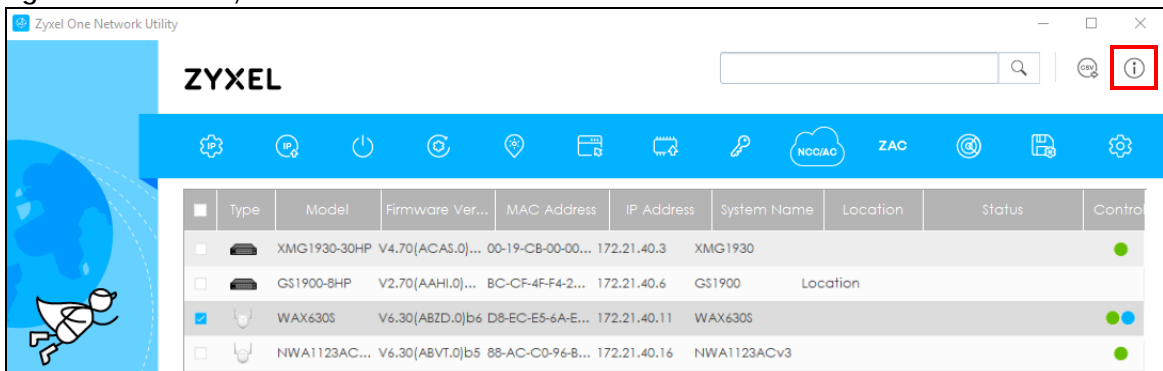 Zyxel One Network Utility
ZYXEL
CSV
IP IP NCC/AC ZAC
Type Model Firmware Ver... MAC Address IP Address System Name Location Status Control
XMG1930-30HP V4.70(ACAS.0)... 00-19-CB-00-00... 172.21.40.3 XMG1930
GS1900-8HP V2.70(AAHI.0)... BC-CF-4F-F4-2... 172.21.40.6 GS1900 Location
WAX630S V6.30(ABZD.0)b6 D8-EC-E5-6A-E... 172.21.40.11 WAX630S
NWA1123AC... V6.30(ABVT.0)b5 88-AC-C0-96-B... 172.21.40.16 NWA1123ACv3